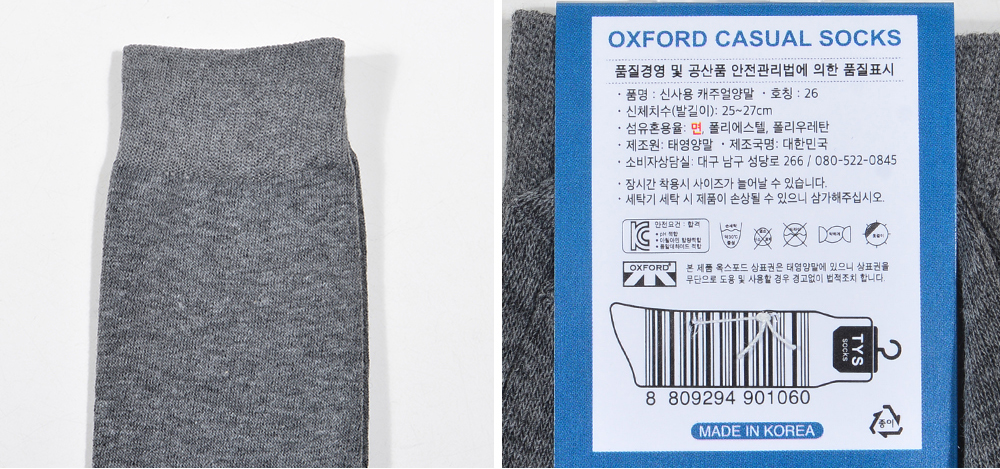 OXFORD CASUAL SOCKS
품질경영 및 공산품 안전관리법에 의한 품질표시
· 품명 : 신사용 캐주얼양말 · 호칭 : 26
· 신체치수(발길이): 25~27cm
· 섬유혼용율: 면, 폴리에스텔, 폴리우레탄
· 제조원: 태영양말 · 제조국명: 대한민국
· 소비자상담실: 대구 남구 성당로 266 / 080-522-0845
· 장시간 착용시 사이즈가 늘어날 수 있습니다.
· 세탁기 세탁 시 제품이 손상될 수 있으니 삼가해주십시오.
안전요건 : 합격
• pH 적합
OXFORD
본 제품 옥스포드 상표권은 태영양말에 있으니 상표권을
무단으로 도용 및 사용할 경우 경고없이 법적조치 합니다.
TYS
SOCKS
8 809294 901060
MADE IN KOREA
종이